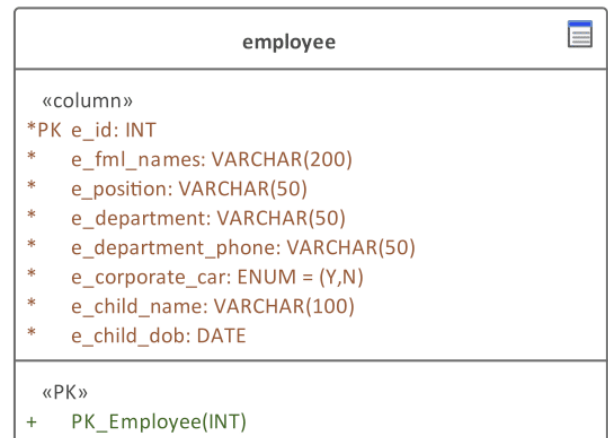 employee
«column»
*PK e_id: INT
* e_fml_names: VARCHAR(200)
* e_position: VARCHAR(50)
* e_department: VARCHAR(50)
* e_department_phone: VARCHAR(50)
* e_corporate_car: ENUM = (Y,N)
* e_child_name: VARCHAR(100)
* e_child_dob: DATE
«PK»
+ PK_Employee(INT)